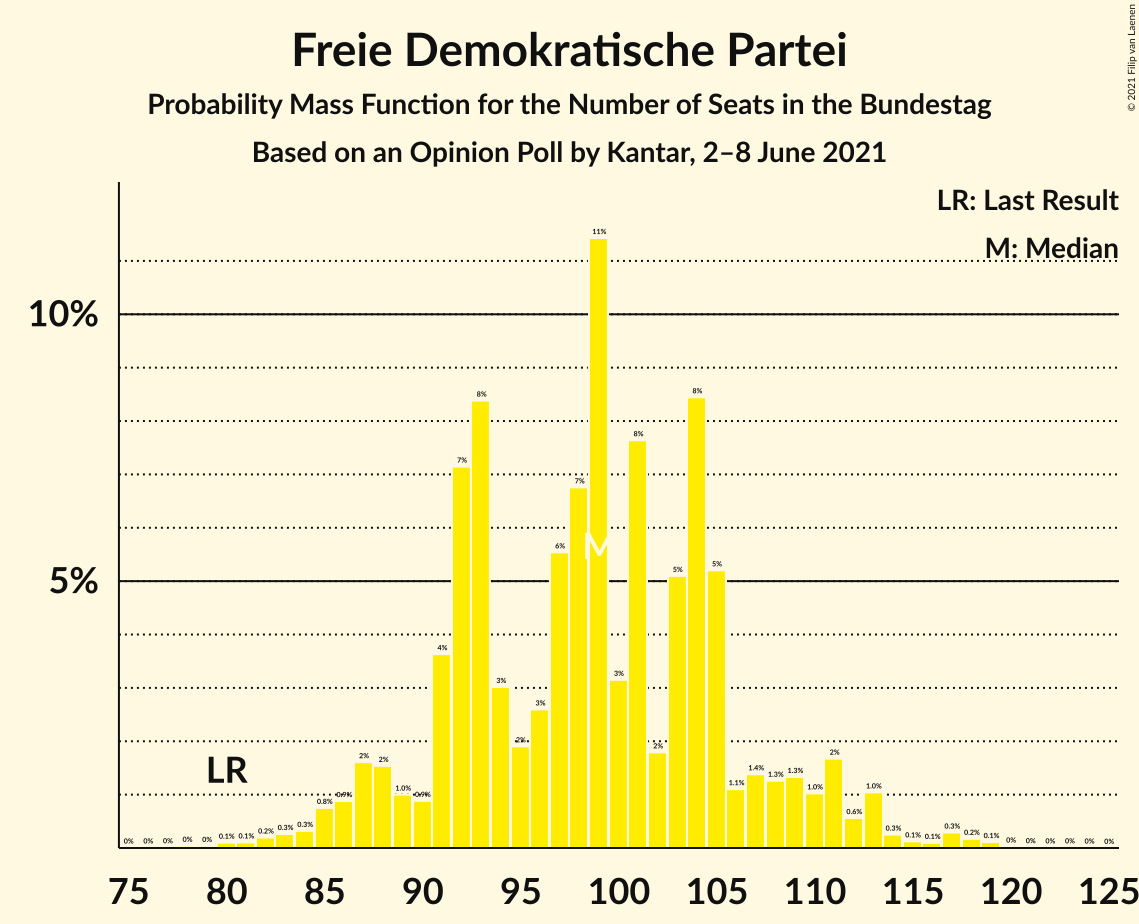 © 2021 Filip van Laenen
Freie Demokratische Partei
Probability Mass Function for the Number of Seats in the Bundestag
Based on an Opinion Poll by Kantar, 2–8 June 2021
LR: Last Result
M: Median
10%
5%
LR
M
0% 0% 0% 0% 0% 0.1% 0.1% 0.2% 0.3% 0.3% 0.8% 0.9% 2% 2% 1.0% 0.9% 4% 7% 8% 3% 2% 3% 6% 7% 11% 3% 8% 2% 5% 8% 5% 1.1% 1.4% 1.3% 1.3% 1.0% 2% 0.6% 1.0% 0.3% 0.1% 0.1% 0.3% 0.2% 0.1% 0% 0% 0% 0% 0% 0%
75 80 85 90 95 100 105 110 115 120 125